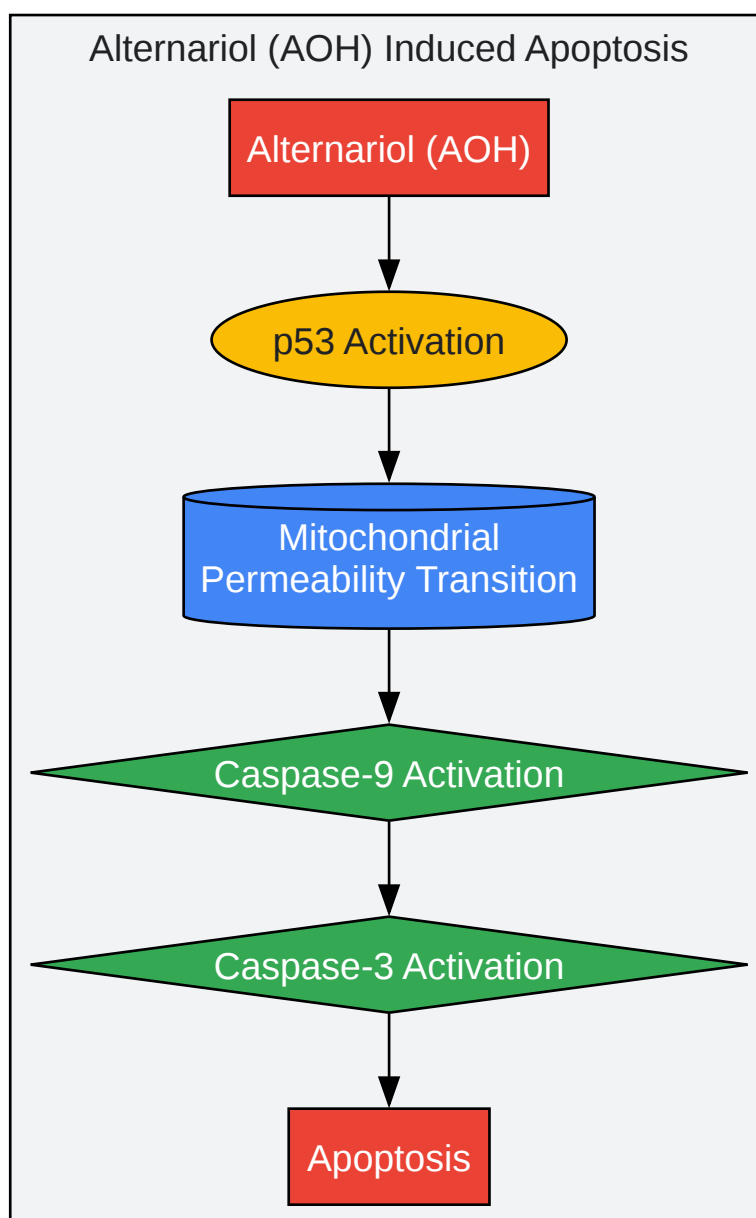 Alternariol (AOH) Induced Apoptosis
Alternariol (AOH)
p53 Activation
Mitochondrial
Permeability Transition
Caspase-9 Activation
Caspase-3 Activation
Apoptosis